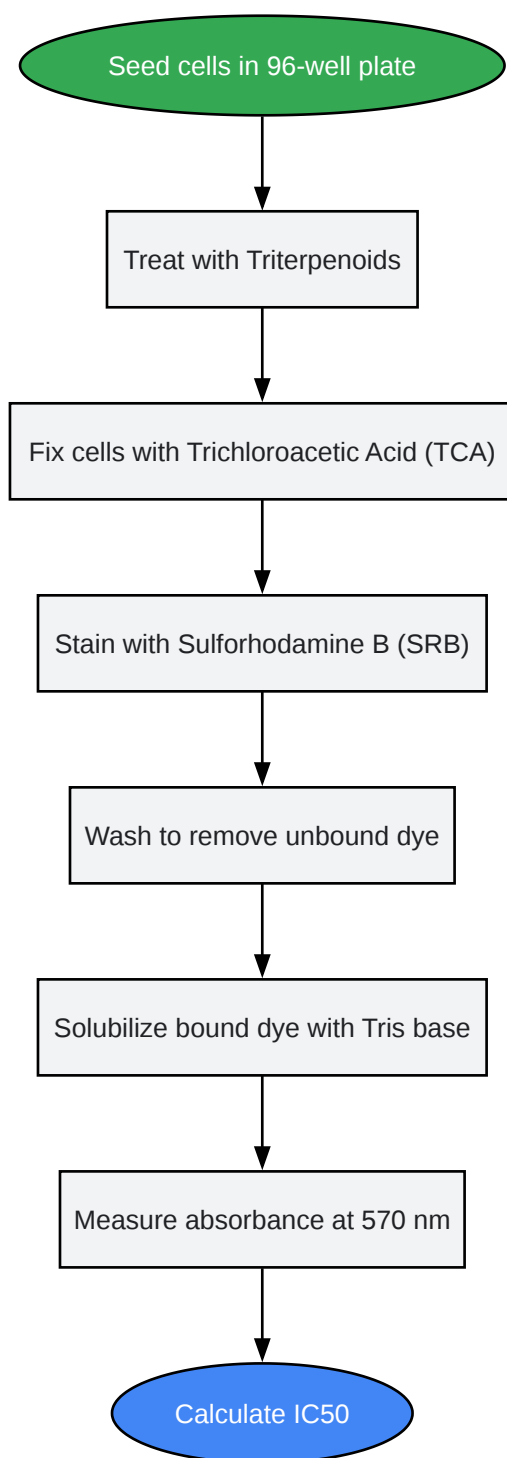 Seed cells in 96-well plate
Treat with Triterpenoids
Fix cells with Trichloroacetic Acid (TCA)
Stain with Sulforhodamine B (SRB)
Wash to remove unbound dye
Solubilize bound dye with Tris base
Measure absorbance at 570 nm
Calculate IC50